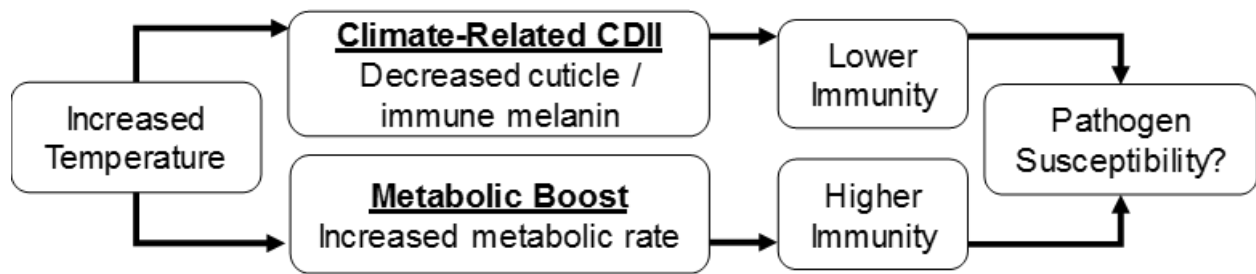 Increased
Temperature
Climate-Related CDII
Decreased cuticle /
immune melanin
Lower
Immunity
Metabolic Boost
Increased metabolic rate
Higher
Immunity
Pathogen
Susceptibility?